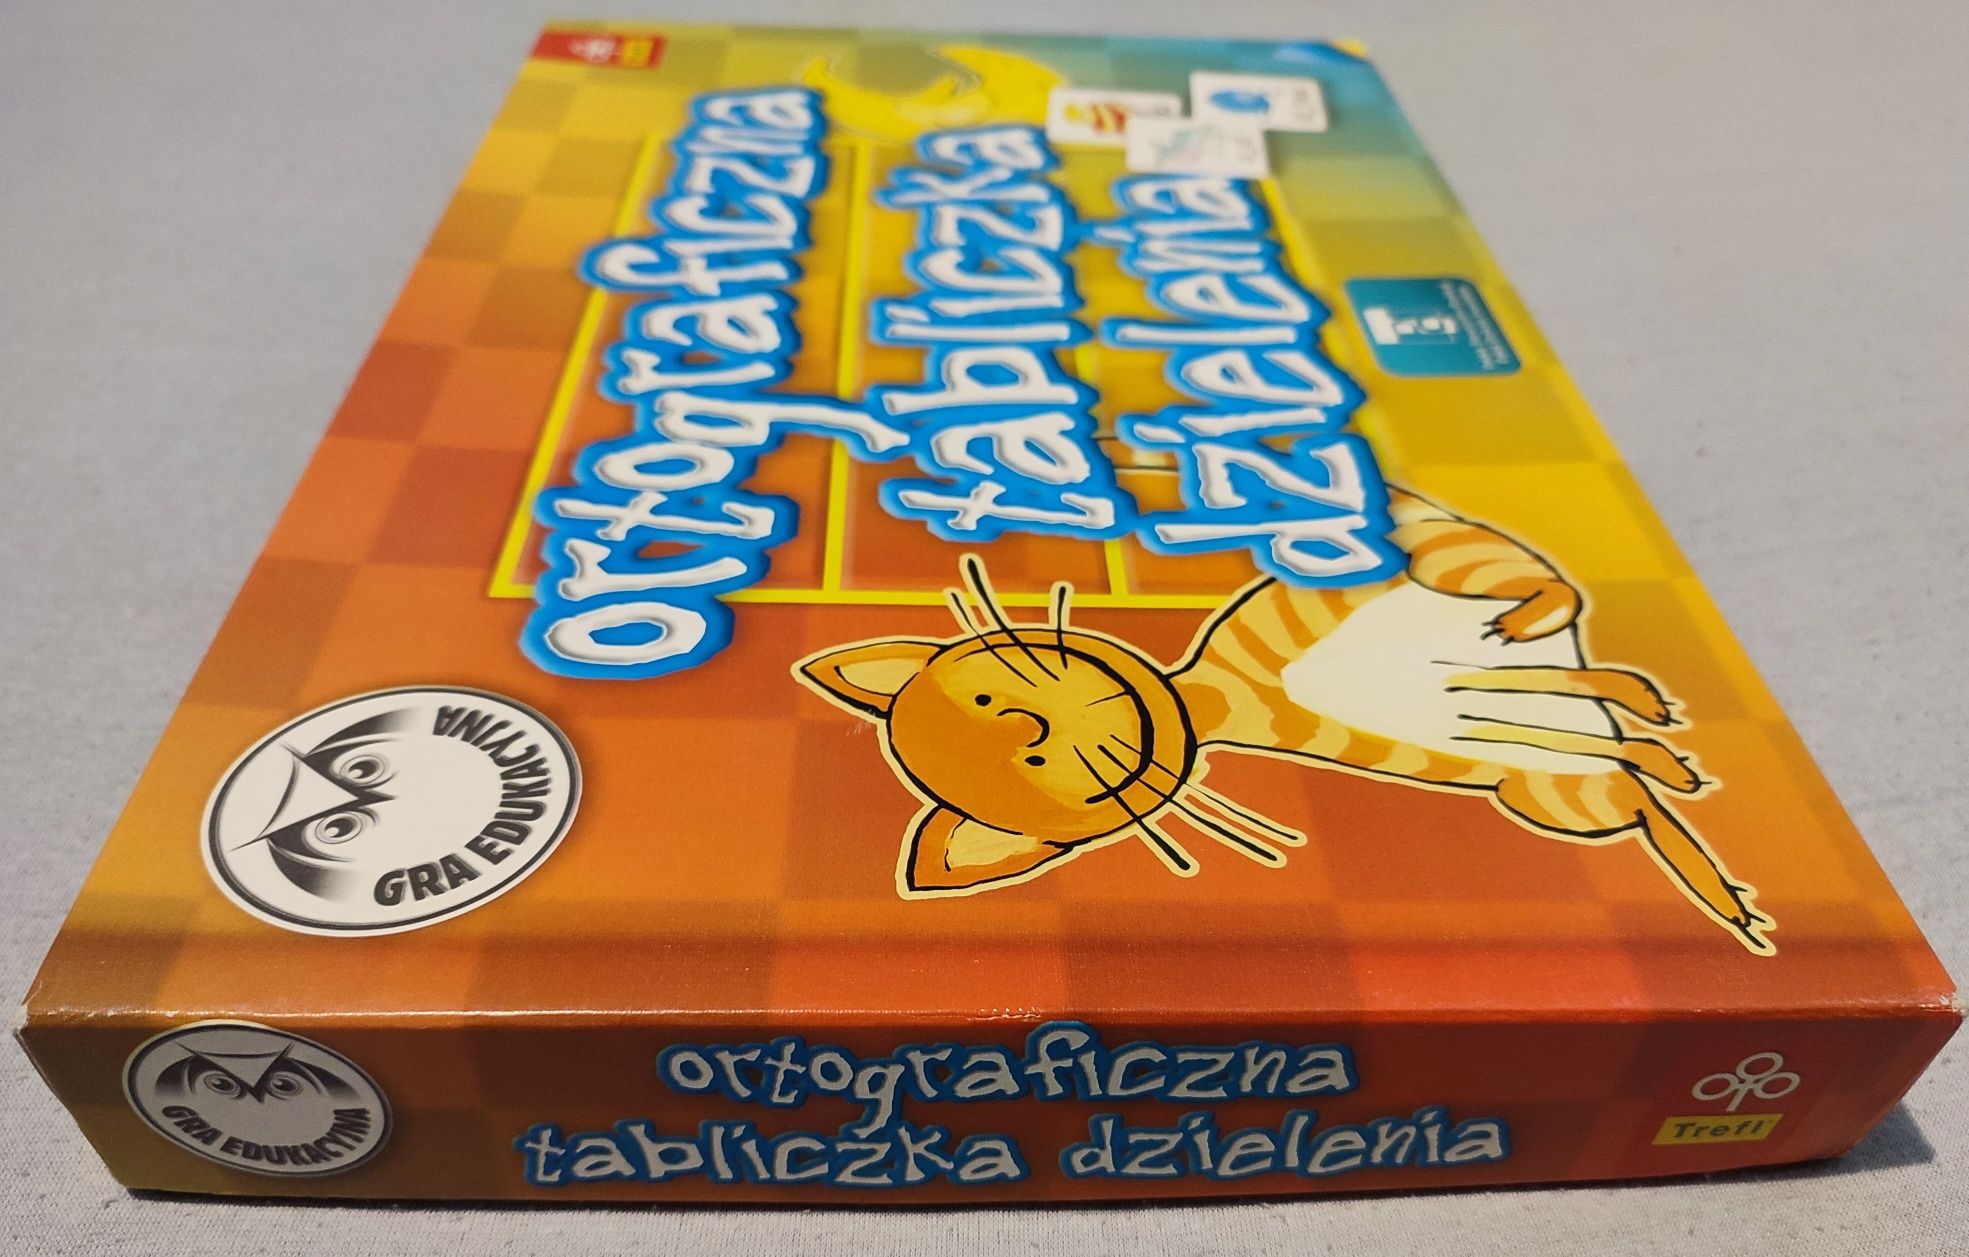 ortograficzna
tabliczka
dzielenia
GRA EDUKACYJNA
GRA EDUKACYJNA
ortograficzna
tabliczka dzielenia
Trefl